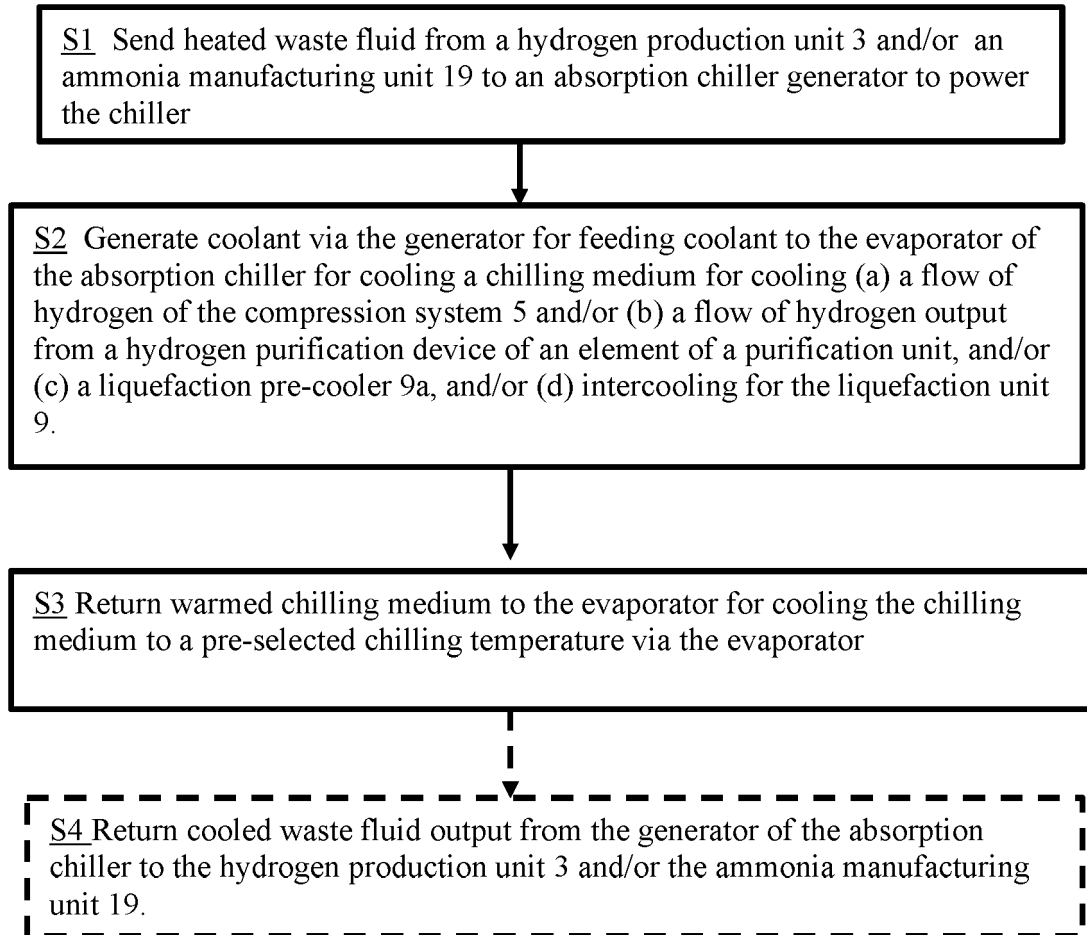 S1 Send heated waste fluid from a hydrogen production unit 3 and/or an
ammonia manufacturing unit 19 to an absorption chiller generator to power
the chiller
S2 Generate coolant via the generator for feeding coolant to the evaporator of
the absorption chiller for cooling a chilling medium for cooling (a) a flow of
hydrogen of the compression system 5 and/or (b) a flow of hydrogen output
from a hydrogen purification device of an element of a purification unit, and/or
(c) a liquefaction pre-cooler 9a, and/or (d) intercooling for the liquefaction unit
9.
S3 Return warmed chilling medium to the evaporator for cooling the chilling
medium to a pre-selected chilling temperature via the evaporator
S4 Return cooled waste fluid output from the generator of the absorption
chiller to the hydrogen production unit 3 and/or the ammonia manufacturing
unit 19.